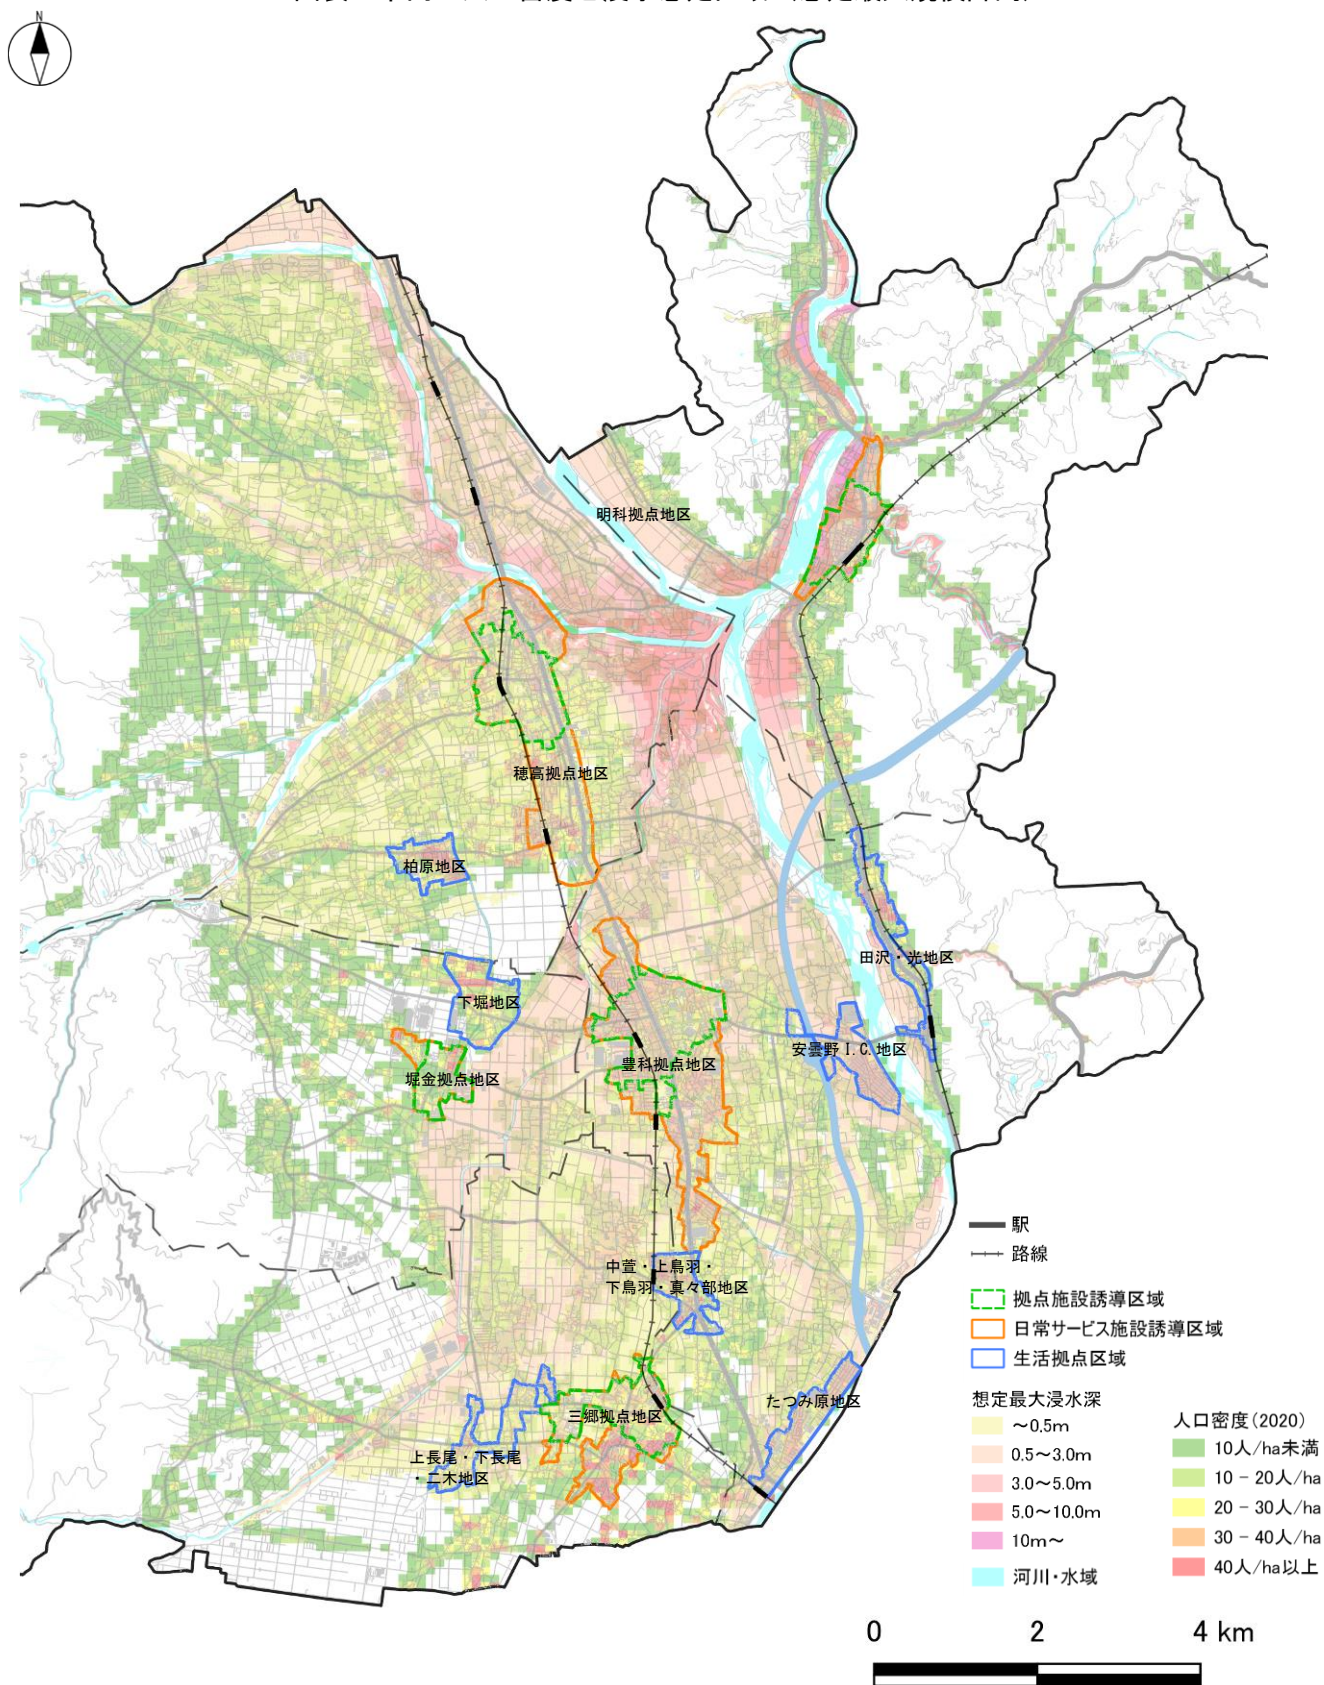 N
明科拠点地区
穂高拠点地区
柏原地区
田沢・光地区
下堀地区
安曇野I.C.地区
豊科拠点地区
堀金拠点地区
中萱・上鳥羽・
下鳥羽・真々部地区
たつみ原地区
三郷拠点地区
上長尾・下長尾
・二木地区
駅
路線
拠点施設誘導区域
日常サービス施設誘導区域
生活拠点区域
想定最大浸水深
～0.5m
0.5～3.0m
3.0～5.0m
5.0～10.0m
10m～
河川・水域
人口密度(2020)
10人/ha未満
10 - 20人/ha
20 - 30人/ha
30 - 40人/ha
40人/ha以上
0 2 4 km